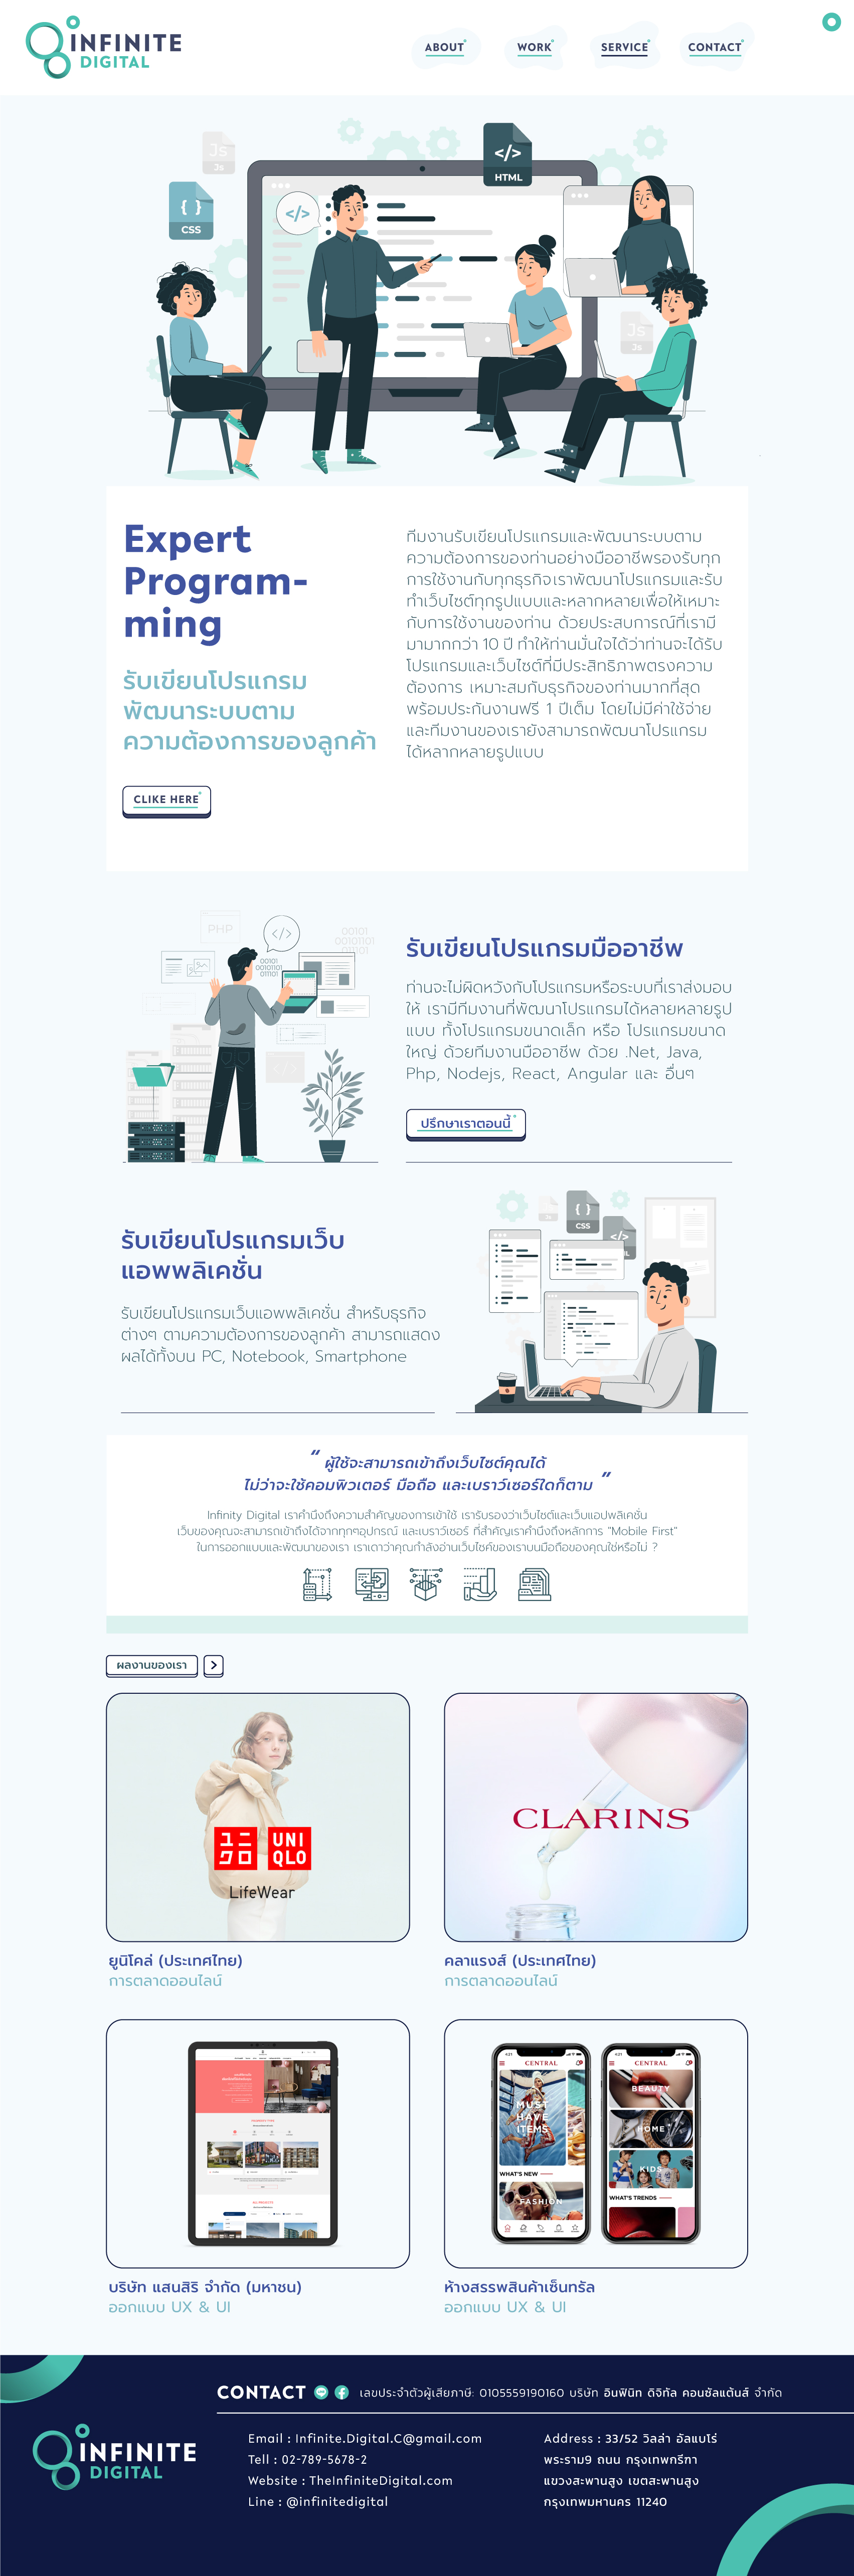 INFINITE
DIGITAL
ABOUT
WORK
SERVICE
CONTACT
Js
Js
CSS
</>
HTML
</>
Js
Js
Expert
Program-
ming
รับเขียนโปรแกรม
พัฒนาระบบตาม
ความต้องการของลูกค้า
CLIKE HERE
ทีมงานรับเขียนโปรแกรมและพัฒนาระบบตาม
ความต้องการของท่านอย่างมืออาชีพรองรับทุก
การใช้งานกับทุกธุรกิจเราพัฒนาโปรแกรมและรับ
ทำเว็บไซต์ทุกรูปแบบและหลากหลายเพื่อให้เหมาะ
กับการใช้งานของท่าน ด้วยประสบการณ์ที่เรามี
มามากกว่า 10 ปี ทำให้ท่านมั่นใจได้ว่าท่านจะได้รับ
โปรแกรมและเว็บไซต์ที่มีประสิทธิภาพตรงความ
ต้องการ เหมาะสมกับธุรกิจของท่านมากที่สุด
พร้อมประกันงานฟรี 1 ปีเต็ม โดยไม่มีค่าใช้จ่าย
และทีมงานของเรายังสามารถพัฒนาโปรแกรม
ได้หลากหลายรูปแบบ
PHP
</>
00101
00101101
01101
00101
00101101
01101
</>
รับเขียนโปรแกรมมืออาชีพ
ท่านจะไม่ผิดหวังกับโปรแกรมหรือระบบที่เราส่งมอบ
ให้ เรามีทีมงานที่พัฒนาโปรแกรมได้หลายหลายรูป
แบบ ทั้งโปรแกรมขนาดเล็ก หรือ โปรแกรมขนาด
ใหญ่ ด้วยทีมงานมืออาชีพ ด้วย .Net, Java,
Php, Nodejs, React, Angular และ อื่นๆ
ปรึกษาเราตอนนี้
CSS
</>
รับเขียนโปรแกรมเว็บ
แอพพลิเคชั่น
รับเขียนโปรแกรมเว็บแอพพลิเคชั่น สำหรับธุรกิจ
ต่างๆ ตามความต้องการของลูกค้า สามารถแสดง
ผลได้ทั้งบน PC, Notebook, Smartphone
“ ผู้ใช้จะสามารถเข้าถึงเว็บไซต์คุณได้
ไม่ว่าจะใช้คอมพิวเตอร์ มือถือ และเบราว์เซอร์ใดก็ตาม ”
Infinity Digital เราคำนึงถึงความสำคัญของการเข้าใช้ เรารับรองว่าเว็บไซต์และเว็บแอปพลิเคชั่น
เว็บของคุณจะสามารถเข้าถึงได้จากทุกๆอุปกรณ์ และเบราว์เซอร์ ที่สำคัญเราคำนึงถึงหลักการ "Mobile First"
ในการออกแบบและพัฒนาของเรา เราเดาว่าคุณกำลังอ่านเว็บไซค์ของเราบนมือถือของคุณใช่หรือไม่ ?
ผลงานของเรา
ユニ UNI
クロ QLO
LifeWear
CLARINS
ยูนิโคล่ (ประเทศไทย)
การตลาดออนไลน์
คลาแรงส์ (ประเทศไทย)
การตลาดออนไลน์
4:21
CENTRAL
MUST
HAVE
ITEMS
WHAT'S NEW
FASHION
4:21
CENTRAL
BEAUTY
HOME
KIDS
WHAT'S TRENDS
บริษัท แสนสิริ จำกัด (มหาชน)
ออกแบบ UX & UI
ห้างสรรพสินค้าเซ็นทรัล
ออกแบบ UX & UI
CONTACT
เลขประจำตัวผู้เสียภาษี: 0105559190160 บริษัท อินฟินิท ดิจิทัล คอนซัลแต้นส์ จำกัด
INFINITE
DIGITAL
Email : Infinite.Digital.C@gmail.com
Tell : 02-789-5678-2
Website : TheInfiniteDigital.com
Line : @infinitedigital
Address : 33/52 วิลล่า อัลแบโร่
พระราม9 ถนน กรุงเทพกรีฑา
แขวงสะพานสูง เขตสะพานสูง
กรุงเทพมหานคร 11240